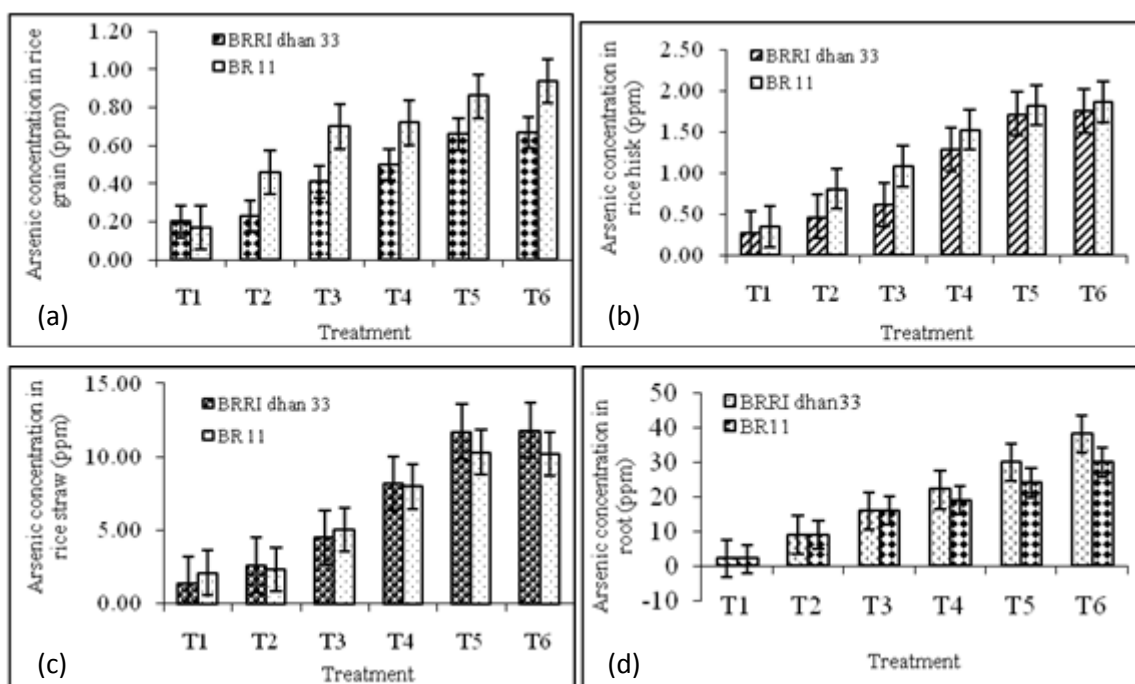 1.20
1.00
0.80
0.60
0.40
0.20
0.00
Arsenic concentration in rice
grain (ppm)
BRRI dhan 33
BR 11
T1 T2 T3 T4 T5 T6
Treatment
(a)
2.50
2.00
1.50
1.00
0.50
0.00
Arsenic concentration in
rice hisk (ppm)
BRRI dhan 33
BR 11
T1 T2 T3 T4 T5 T6
Treatment
(b)
15.00
10.00
5.00
0.00
Arsenic concentration in
rice straw (ppm)
BRRI dhan 33
BR 11
T1 T2 T3 T4 T5 T6
Treatment
(c)
50
40
30
20
10
0
-10
Arsenic concentration in
root (ppm)
BRRI dhan33
BR11
T1 T2 T3 T4 T5 T6
Treatment
(d)